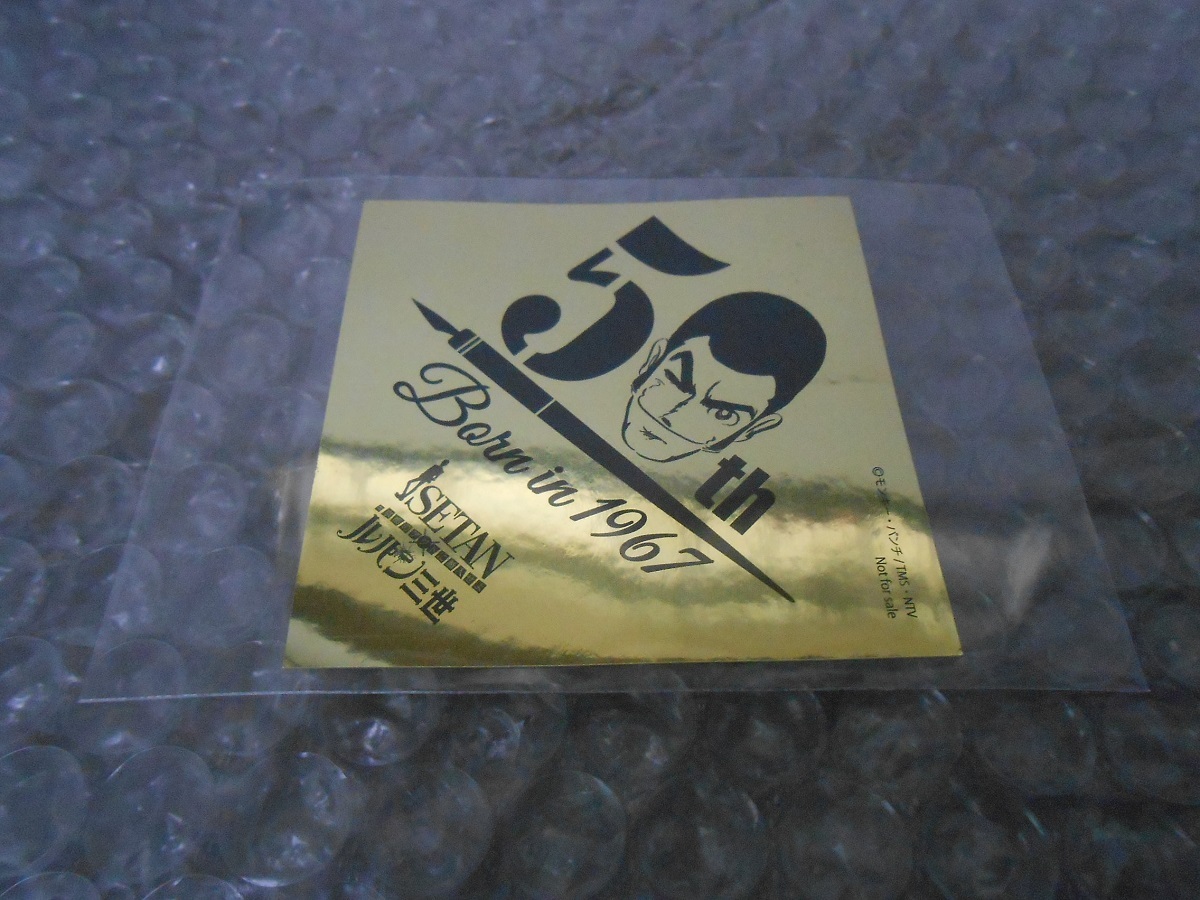 50th
Born in 1967
ISETAN
ルパン三世
©モンキー・パンチ/TMS・NTV
Not for sale